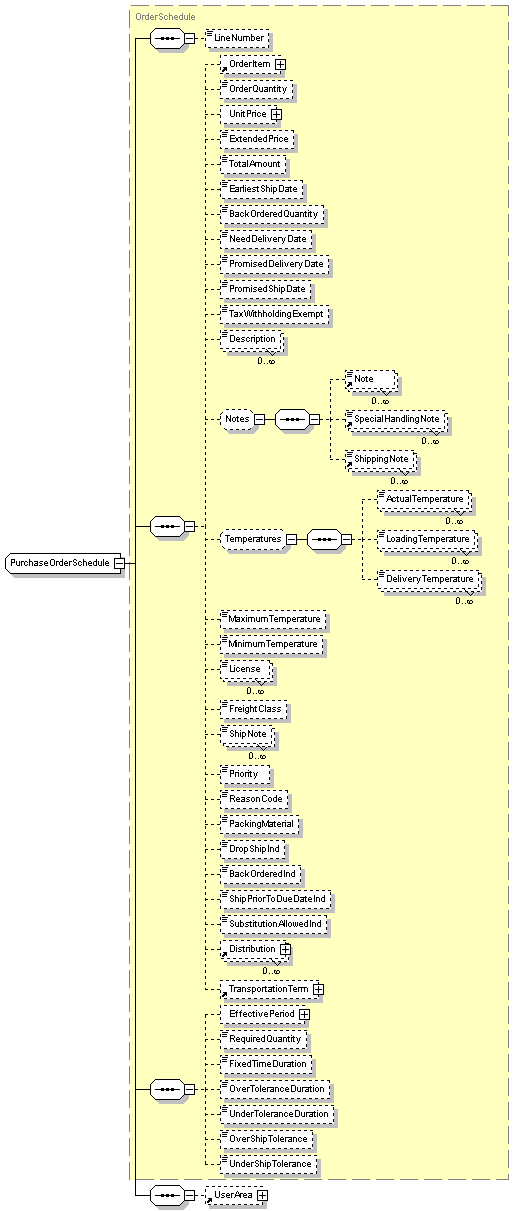 OrderSchedule
LineNumber
OrderItem
OrderQuantity
UnitPrice
ExtendedPrice
TotalAmount
EarliestShipDate
BackOrderedQuantity
NeedDeliveryDate
PromisedDeliveryDate
PromisedShipDate
TaxWithholdingExempt
Description
0..∞
Notes
Note
0..∞
SpecialHandlingNote
0..∞
ShippingNote
0..∞
Temperatures
ActualTemperature
0..∞
LoadingTemperature
0..∞
DeliveryTemperature
0..∞
PurchaseOrderSchedule
MaximumTemperature
MinimumTemperature
License
0..∞
FreightClass
ShipNote
0..∞
Priority
ReasonCode
PackingMaterial
DropShipInd
BackOrderedInd
ShipPriorToDueDateInd
SubstitutionAllowedInd
Distribution
0..∞
TransportationTerm
EffectivePeriod
RequiredQuantity
FixedTimeDuration
OverToleranceDuration
UnderToleranceDuration
OverShipTolerance
UnderShipTolerance
UserArea